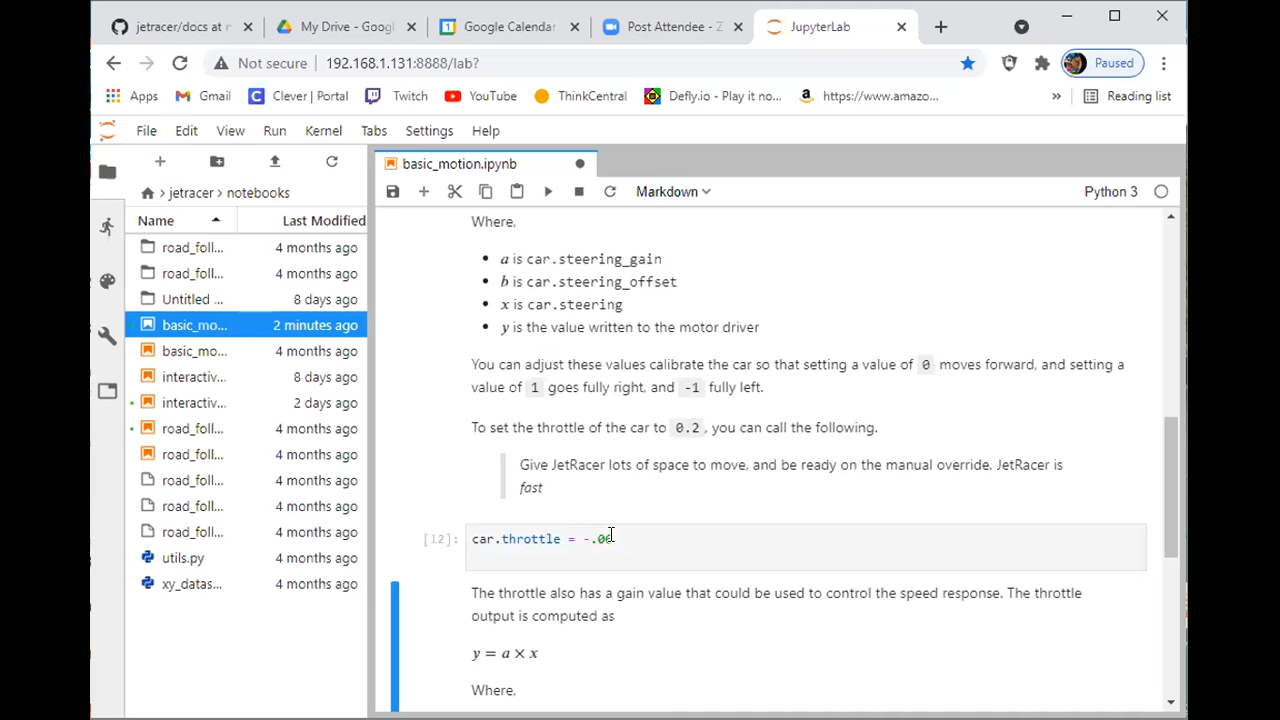 jetracer/docs at n
My Drive - Googl
Google Calendar
Post Attendee - Z
JupyterLab
Not secure
192.168.1.131:8888/lab?
Paused
Apps
Gmail
Clever | Portal
Twitch
YouTube
ThinkCentral
Defly.io - Play it no...
https://www.amazo...
»
Reading list
File
Edit
View
Run
Kernel
Tabs
Settings
Help
basic_motion.ipynb
Markdown
Python 3
/ jetracer / notebooks
Name
Last Modified
road_foll... 4 months ago
road_foll... 4 months ago
Untitled ... 8 days ago
basic_mo... 2 minutes ago
basic_mo... 4 months ago
interactiv... 8 days ago
interactiv... 2 days ago
road_foll... 4 months ago
road_foll... 4 months ago
road_foll... 4 months ago
road_foll... 4 months ago
road_foll... 4 months ago
utils.py 4 months ago
xy_datas... 4 months ago
Where,
• a is car.steering_gain
• b is car.steering_offset
• x is car.steering
• y is the value written to the motor driver
You can adjust these values calibrate the car so that setting a value of 0 moves forward, and setting a
value of 1 goes fully right, and -1 fully left.
To set the throttle of the car to 0.2, you can call the following.
Give JetRacer lots of space to move, and be ready on the manual override, JetRacer is
fast
[12]:
car.throttle =
The throttle also has a gain value that could be used to control the speed response. The throttle
output is computed as
y = a × x
Where,